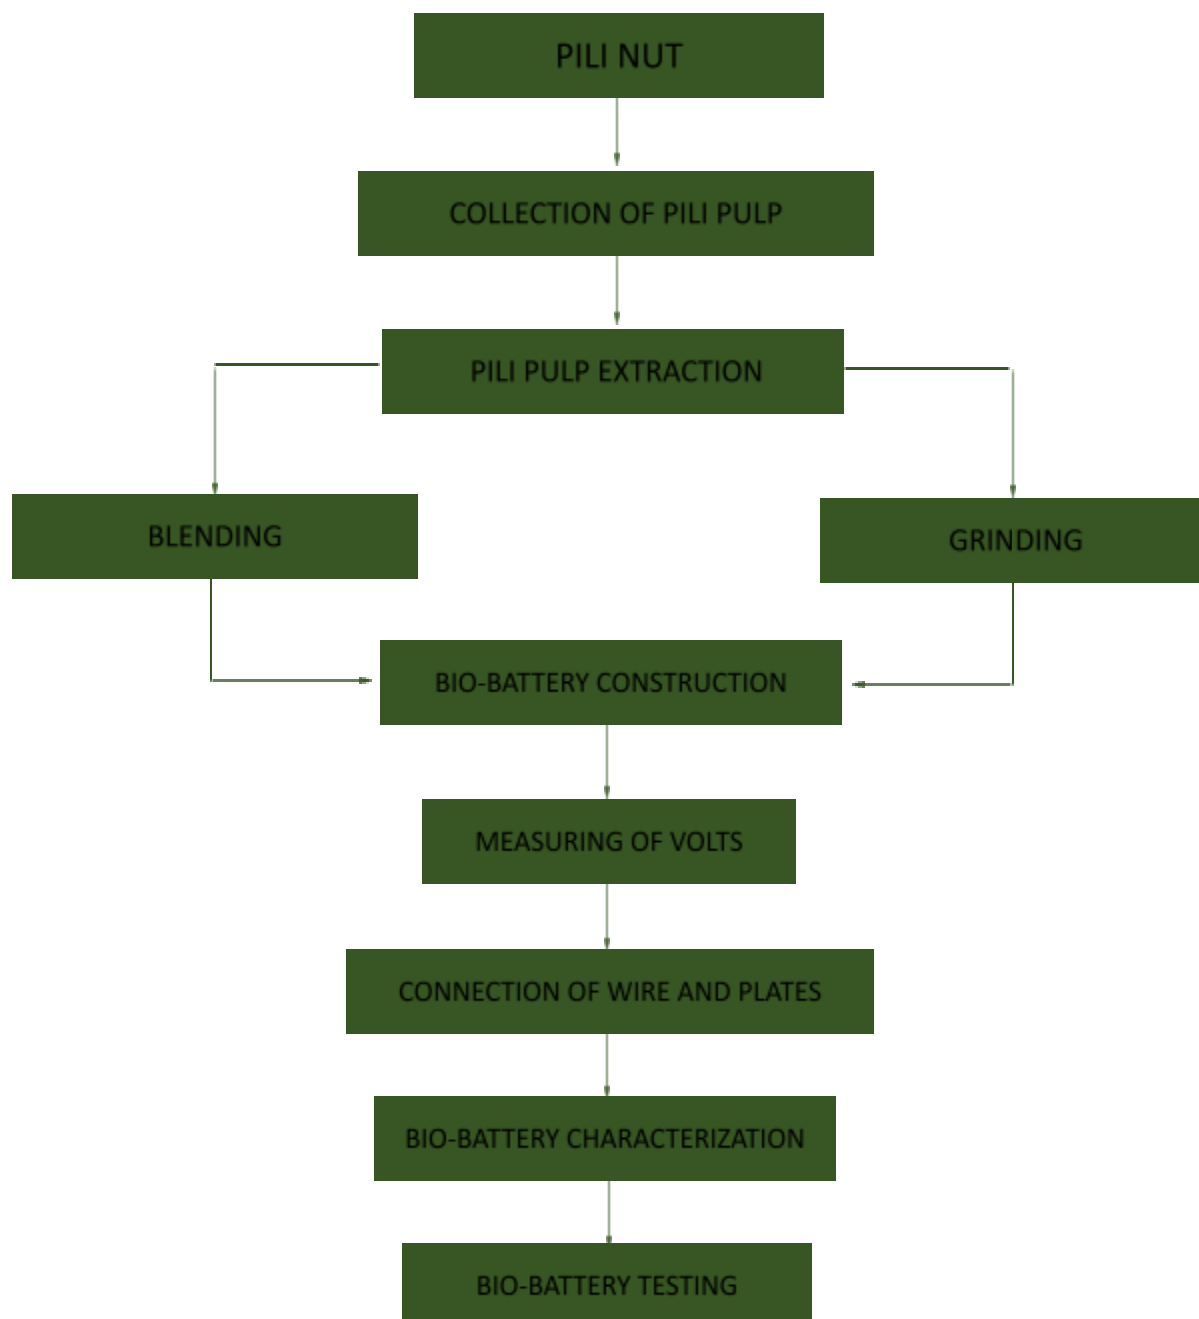 PILI NUT
COLLECTION OF PILI PULP
PILI PULP EXTRACTION
BLENDING
GRINDING
BIO-BATTERY CONSTRUCTION
MEASURING OF VOLTS
CONNECTION OF WIRE AND PLATES
BIO-BATTERY CHARACTERIZATION
BIO-BATTERY TESTING